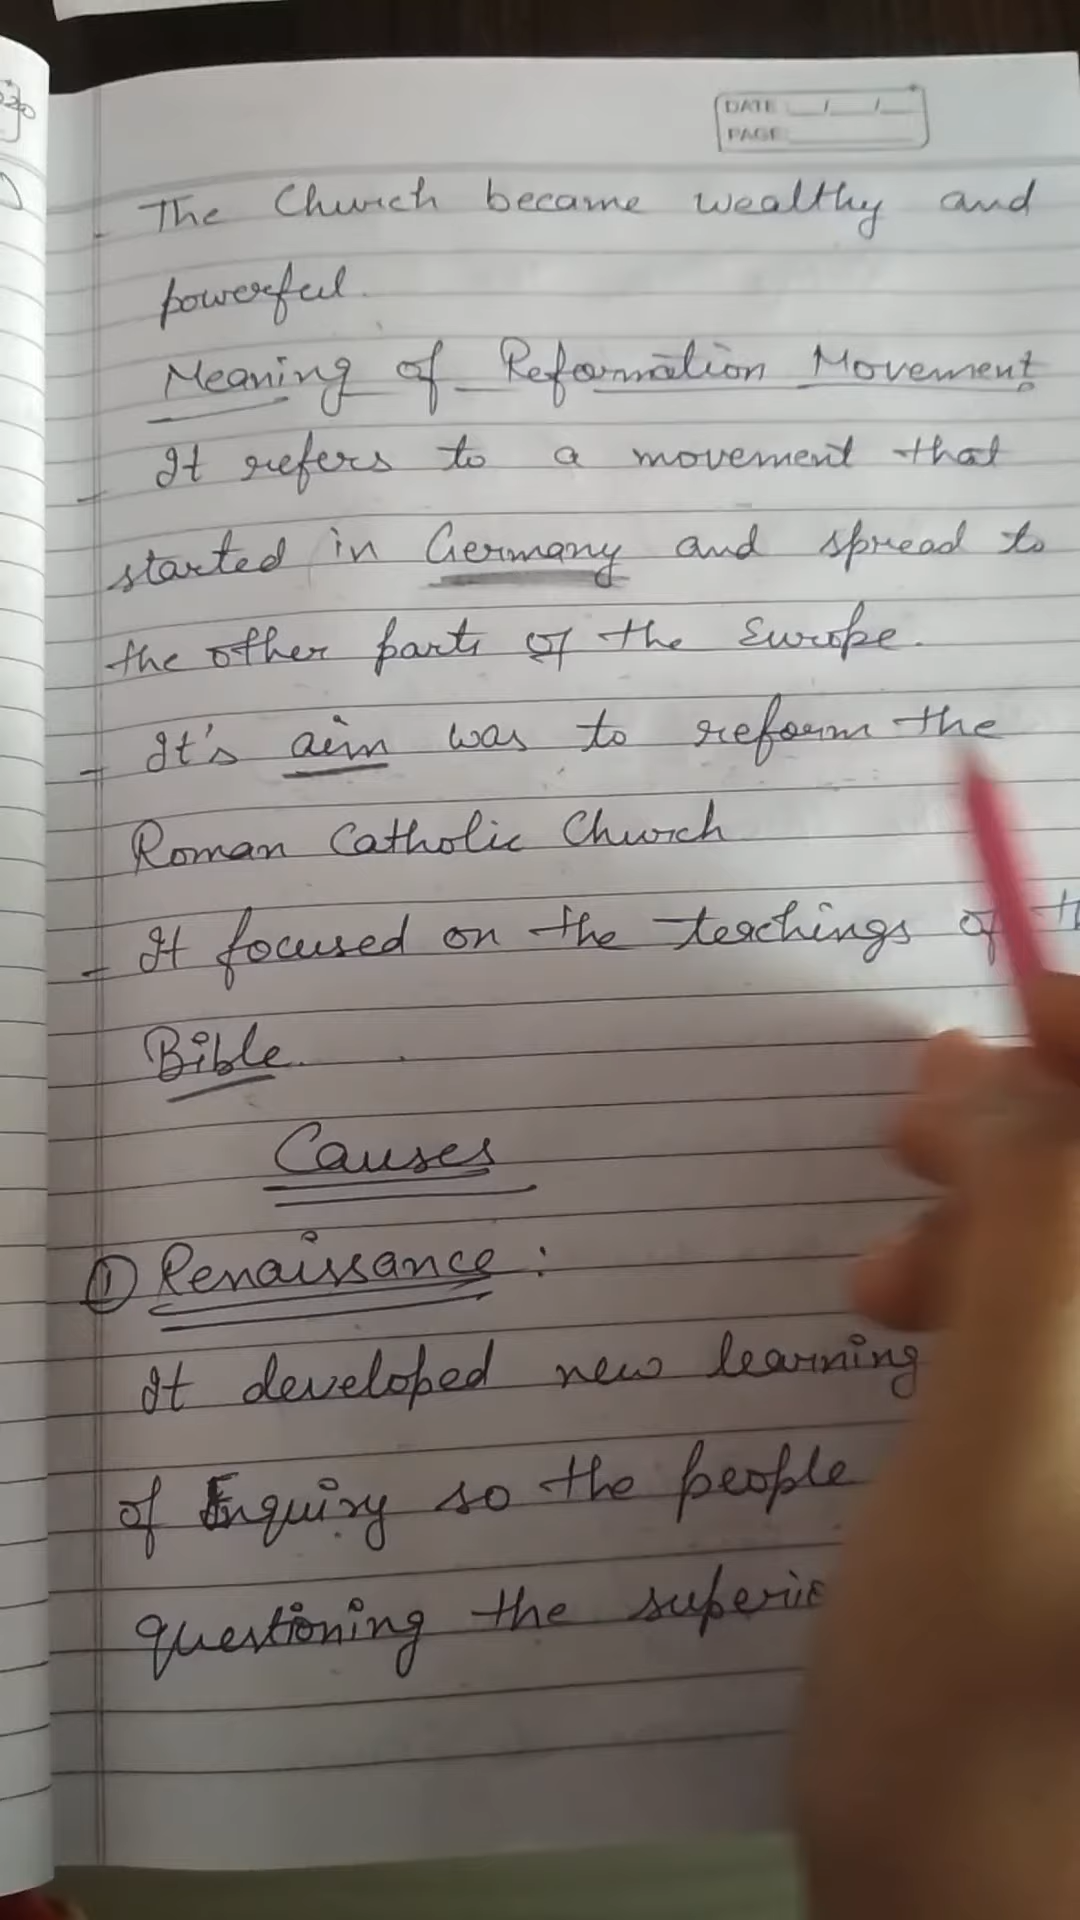 DATE __/__/__
PAGE
- The Church became wealthy and
powerful.
Meaning of Reformation Movement.
- It refers to a movement that
started in Germany and spread to
the other parts of the Europe.
- It's aim was to reform the
Roman Catholic Church
- It focused on the teachings of
Bible.
Causes
① Renaissance:
It developed new learning
of Enquiry so the people
questioning the